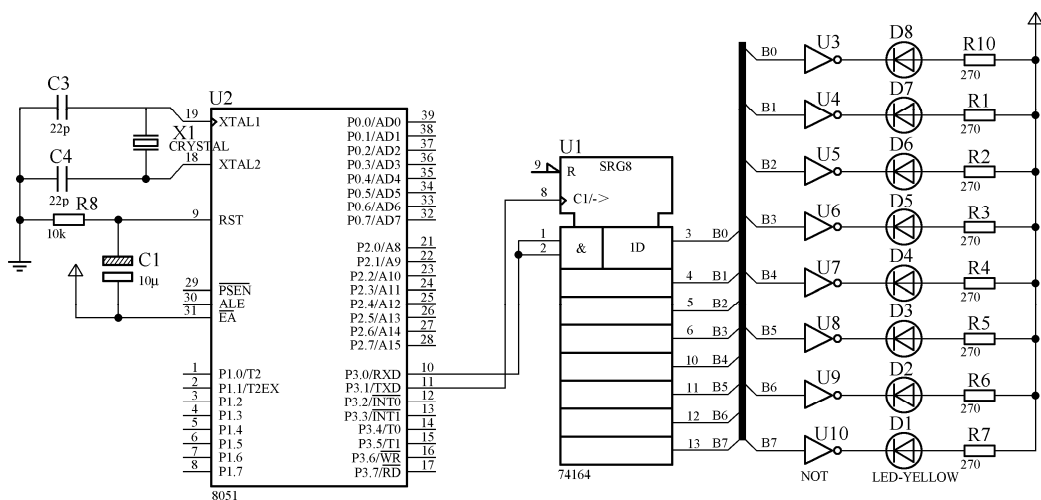 C3
22p
X1
CRYSTAL
C4
22p
R8
10k
C1
10μ
U2
19 XTAL1
18 XTAL2
9 RST
29 PSEN
30 ALE
31 EA
1 P1.0/T2
2 P1.1/T2EX
3 P1.2
4 P1.3
5 P1.4
6 P1.5
7 P1.6
8 P1.7
P0.0/AD0 39
P0.1/AD1 38
P0.2/AD2 37
P0.3/AD3 36
P0.4/AD4 35
P0.5/AD5 34
P0.6/AD6 33
P0.7/AD7 32
P2.0/A8 21
P2.1/A9 22
P2.2/A10 23
P2.3/A11 24
P2.4/A12 25
P2.5/A13 26
P2.6/A14 27
P2.7/A15 28
P3.0/RXD 10
P3.1/TXD 11
P3.2/INT0 12
P3.3/INT1 13
P3.4/T0 14
P3.5/T1 15
P3.6/WR 16
P3.7/RD 17
8051
U1
SRG8
9 R
8 C1/->
1
2
& 1D
3 B0
4 B1
5 B2
6 B3
10 B4
11 B5
12 B6
13 B7
74164
B0 U3 D8 R10
270
B1 U4 D7 R1
270
B2 U5 D6 R2
270
B3 U6 D5 R3
270
B4 U7 D4 R4
270
B5 U8 D3 R5
270
B6 U9 D2 R6
270
B7 U10 D1 R7
270
NOT LED-YELLOW